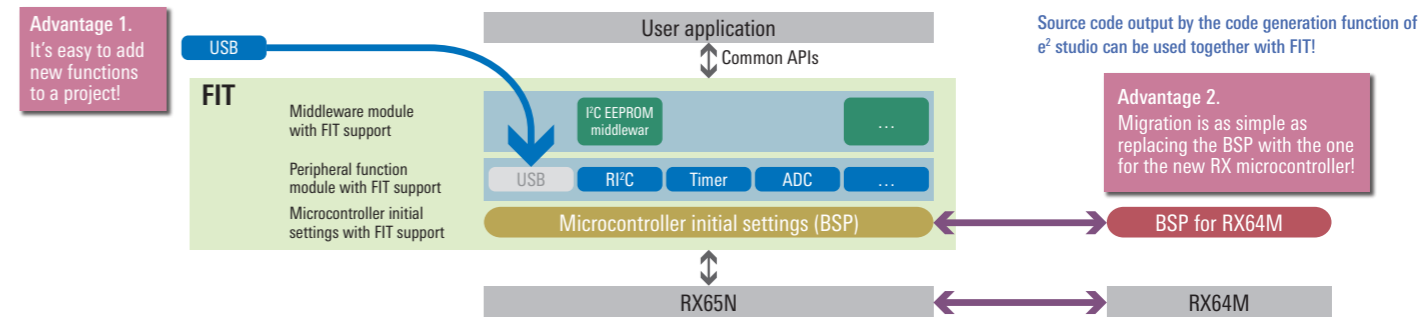 Advantage 1.
It's easy to add
new functions
to a project!
USB
User application
Common APIs
Source code output by the code generation function of
e² studio can be used together with FIT!
FIT
Middleware module
with FIT support
I²C EEPROM
middlewar
...
Advantage 2.
Migration is as simple as
replacing the BSP with the one
for the new RX microcontroller!
Peripheral function
module with FIT support
USB
RI²C
Timer
ADC
...
Microcontroller initial
settings with FIT support
Microcontroller initial settings (BSP)
BSP for RX64M
RX65N
RX64M